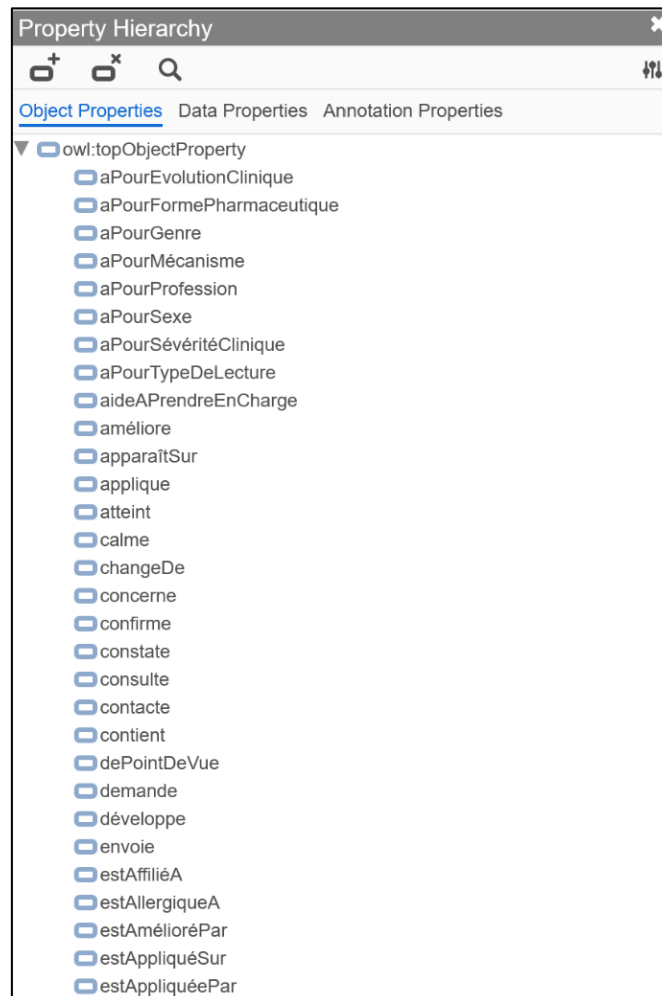 Property Hierarchy
Object Properties Data Properties Annotation Properties
owl:topObjectProperty
aPourEvolutionClinique
aPourFormePharmaceutique
aPourGenre
aPourMécanisme
aPourProfession
aPourSexe
aPourSévéritéClinique
aPourTypeDeLecture
aideAPrendreEnCharge
améliore
apparaîtSur
applique
atteint
calme
changeDe
concerne
confirme
constate
consulte
contacte
contient
dePointDeVue
demande
développe
envoie
estAffiliéA
estAllergiqueA
estAmélioréPar
estAppliquéSur
estAppliquéePar